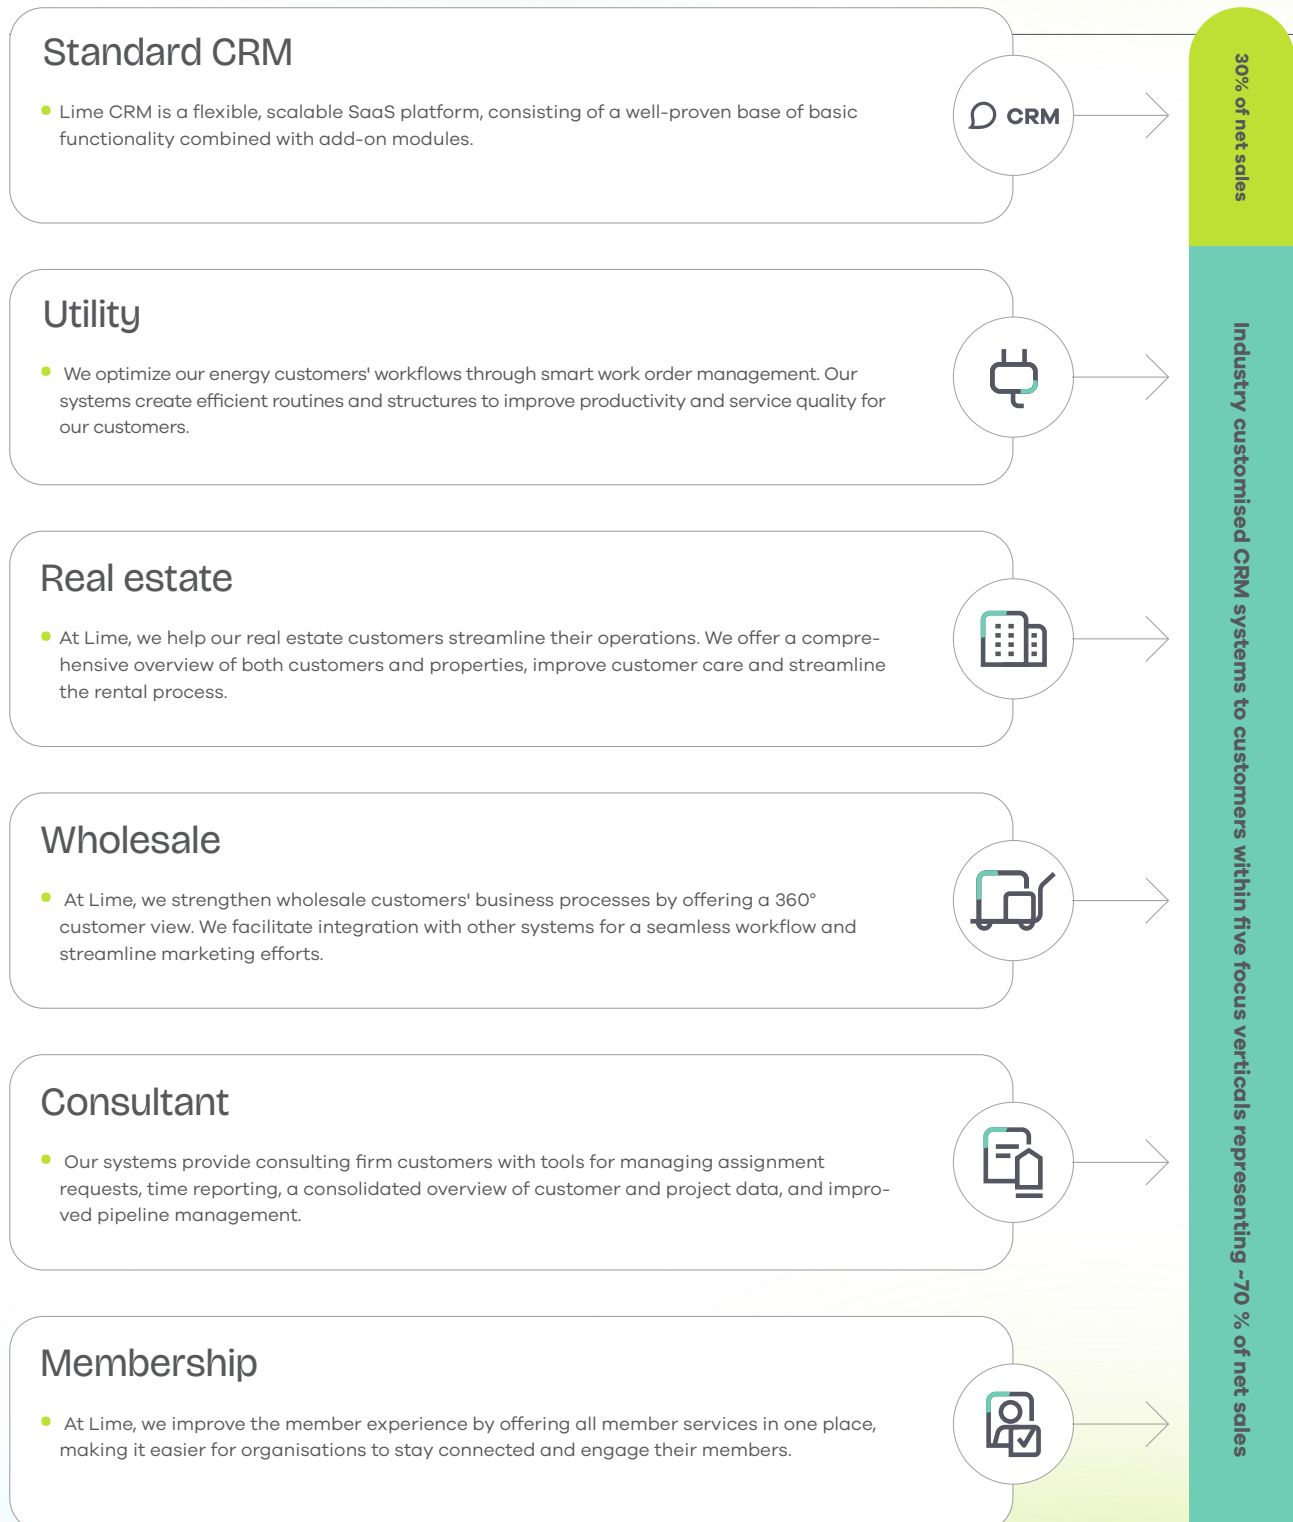 Standard CRM
Lime CRM is a flexible, scalable SaaS platform, consisting of a well-proven base of basic
functionality combined with add-on modules.
CRM
30% of net sales
Utility
We optimize our energy customers' workflows through smart work order management. Our
systems create efficient routines and structures to improve productivity and service quality for
our customers.
Real estate
At Lime, we help our real estate customers streamline their operations. We offer a compre-
hensive overview of both customers and properties, improve customer care and streamline
the rental process.
Wholesale
At Lime, we strengthen wholesale customers' business processes by offering a 360°
customer view. We facilitate integration with other systems for a seamless workflow and
streamline marketing efforts.
Consultant
Our systems provide consulting firm customers with tools for managing assignment
requests, time reporting, a consolidated overview of customer and project data, and impro-
ved pipeline management.
Membership
At Lime, we improve the member experience by offering all member services in one place,
making it easier for organisations to stay connected and engage their members.
Industry customised CRM systems to customers within five focus verticals representing ~70 % of net sales